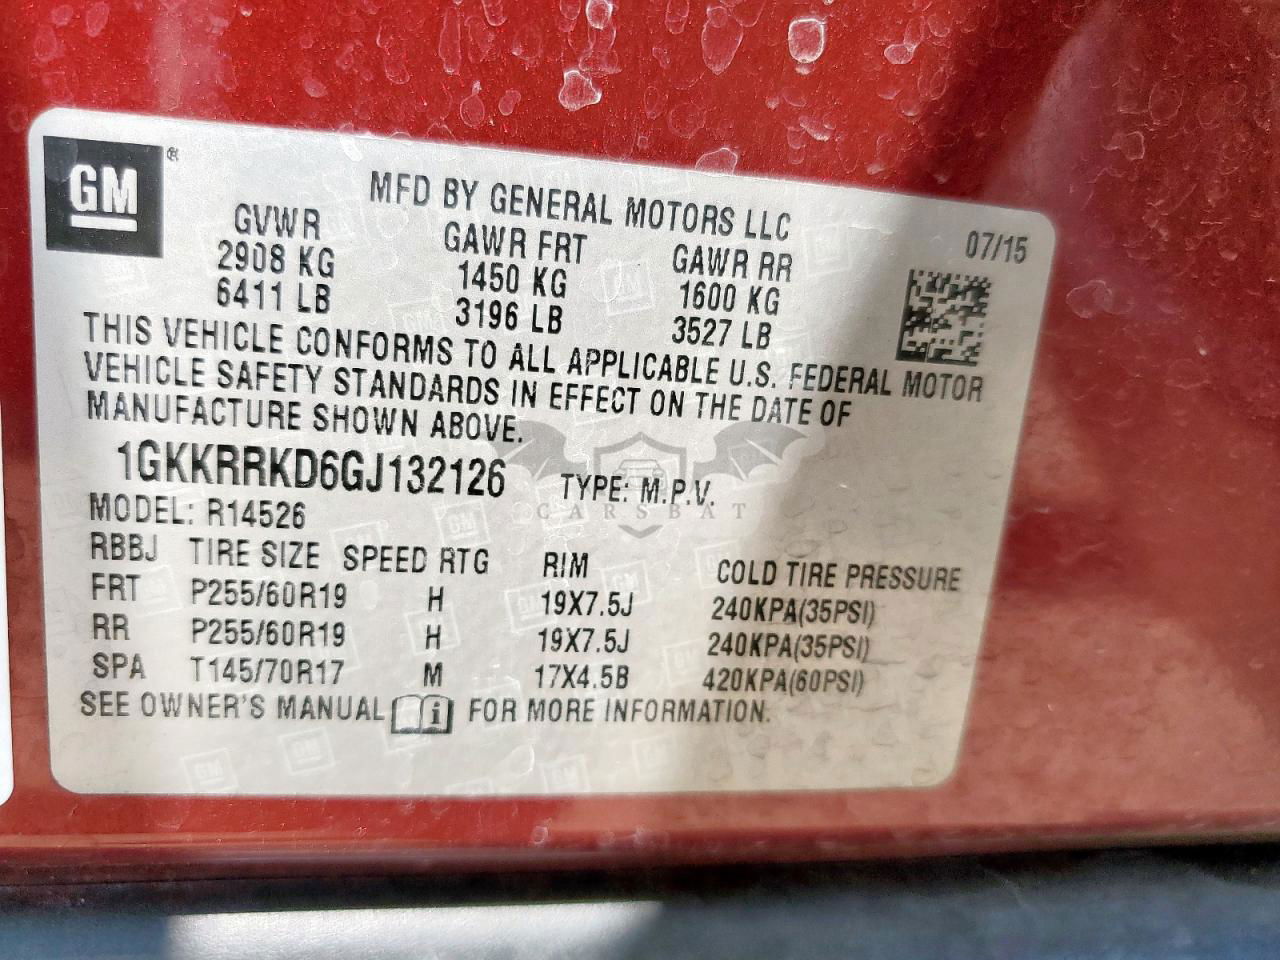 GM ®
MFD BY GENERAL MOTORS LLC
07/15
GVWR GAWR FRT GAWR RR
2908 KG 1450 KG 1600 KG
6411 LB 3196 LB 3527 LB
THIS VEHICLE CONFORMS TO ALL APPLICABLE U.S. FEDERAL MOTOR
VEHICLE SAFETY STANDARDS IN EFFECT ON THE DATE OF
MANUFACTURE SHOWN ABOVE.
1GKKRRKD6GJ132126 TYPE: M.P.V.
CARSBAT
MODEL: R14526
RBBJ TIRE SIZE SPEED RTG RIM COLD TIRE PRESSURE
FRT P255/60R19 H 19X7.5J 240KPA(35PSI)
RR P255/60R19 H 19X7.5J 240KPA(35PSI)
SPA T145/70R17 M 17X4.5B 420KPA(60PSI)
SEE OWNER'S MANUAL i FOR MORE INFORMATION.